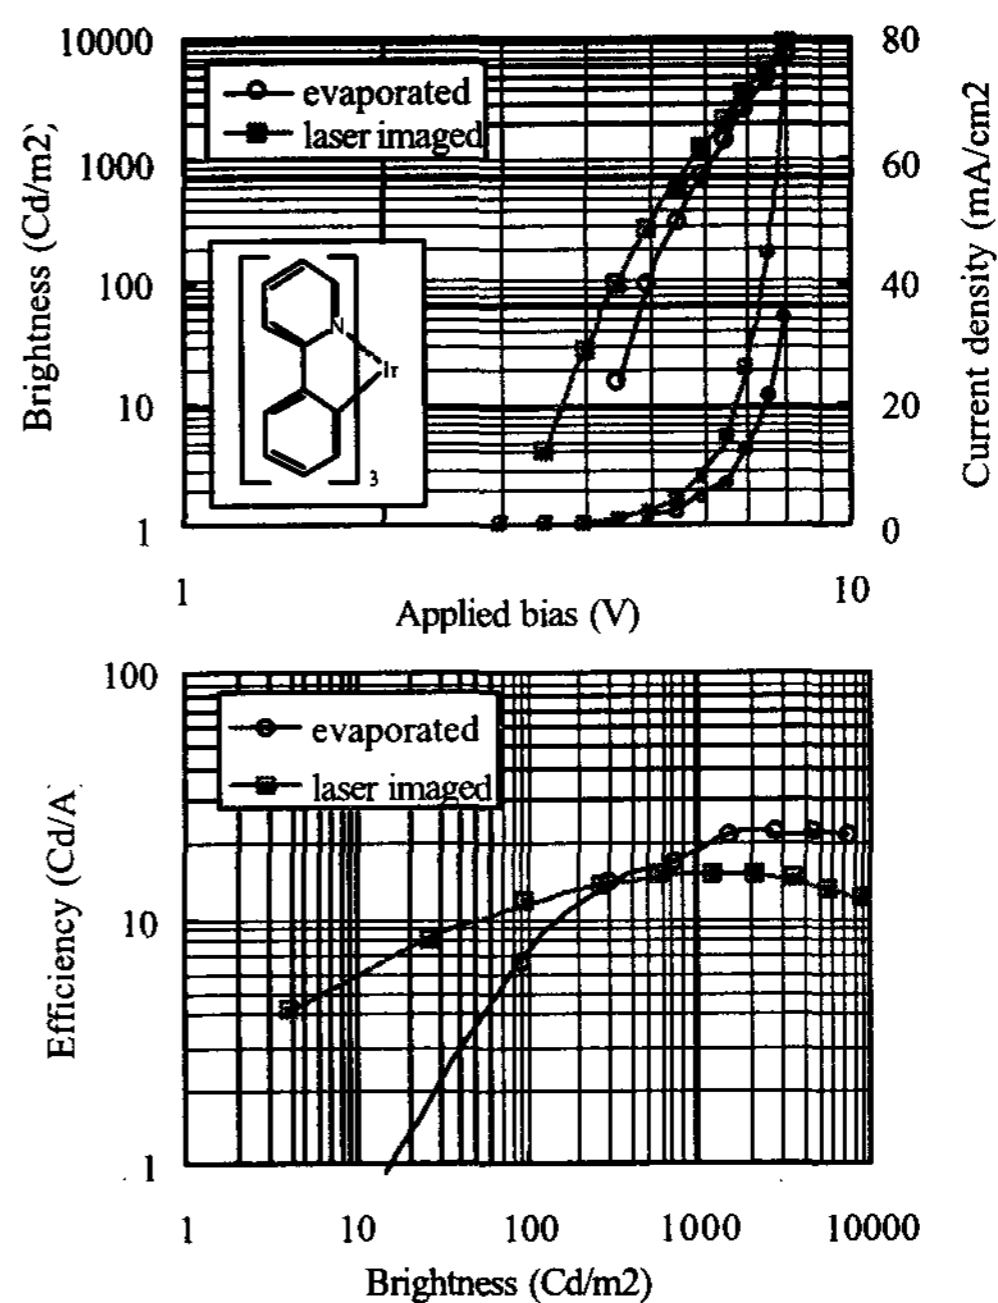 10000
1000
100
10
1
Brightness (Cd/m2)
evaporated
laser imaged
N
Ir
3
80
60
40
20
0
Current density (mA/cm2
1
10
Applied bias (V)
100
10
1
Efficiency (Cd/A
evaporated
laser imaged
1
10
100
1000
10000
Brightness (Cd/m2)